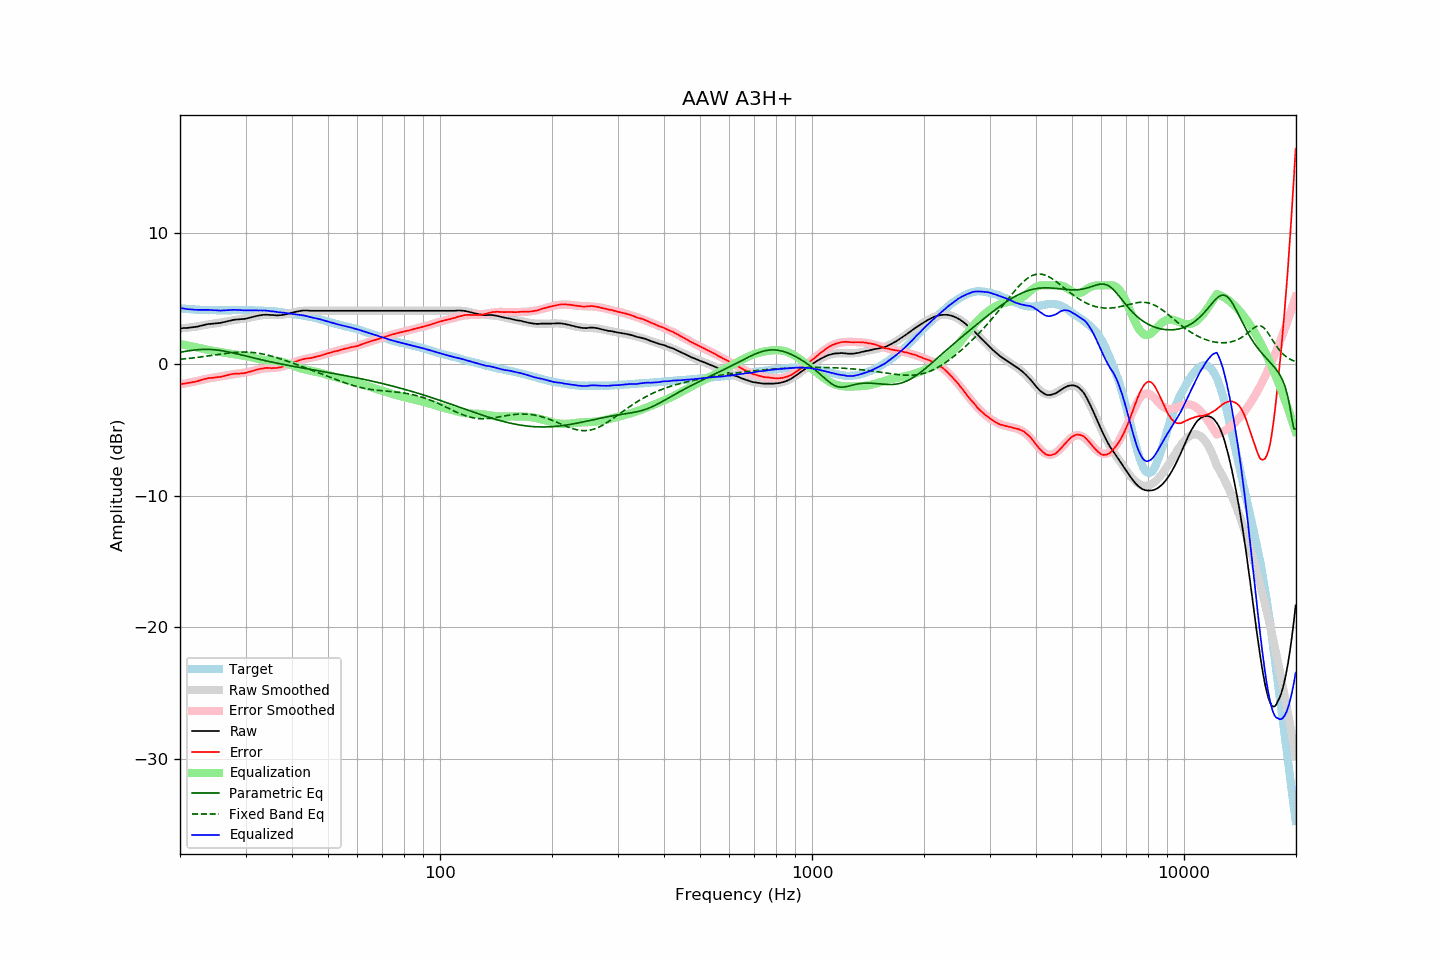 AAW A3H+
Amplitude (dBr)
10
0
−10
−20
−30
Target
Raw Smoothed
Error Smoothed
Raw
Error
Equalization
Parametric Eq
Fixed Band Eq
Equalized
100
1000
10000
Frequency (Hz)